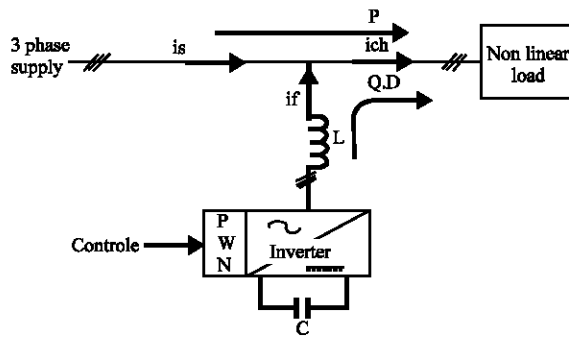 P
3 phase
supply
is
ich
Non linear
load
Q.D
if
L
P
W
N
Inverter
Controle
C